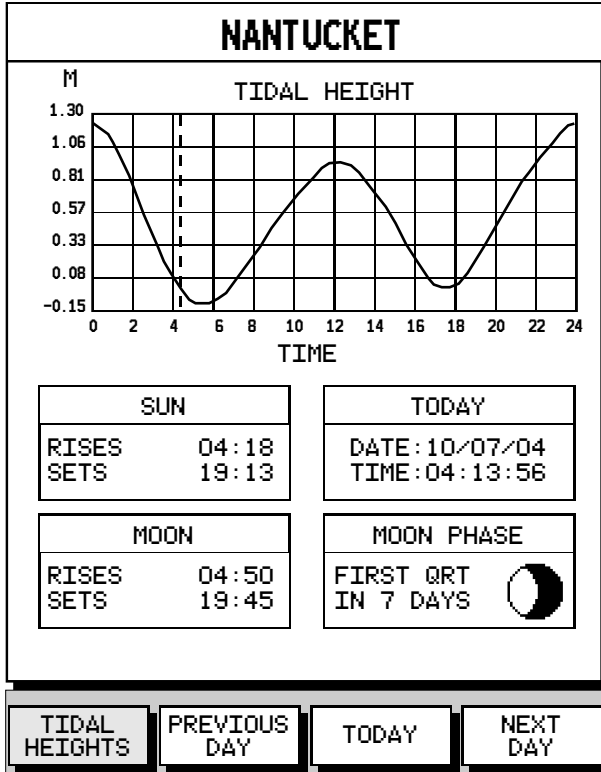 NANTUCKET
M
TIDAL HEIGHT
1.30
1.06
0.81
0.57
0.33
0.08
-0.15
0 2 4 6 8 10 12 14 16 18 20 22 24
TIME
SUN
RISES 04:18
SETS 19:13
TODAY
DATE:10/07/04
TIME:04:13:56
MOON
RISES 04:50
SETS 19:45
MOON PHASE
FIRST QRT
IN 7 DAYS
TIDAL
HEIGHTS
PREVIOUS
DAY
TODAY
NEXT
DAY